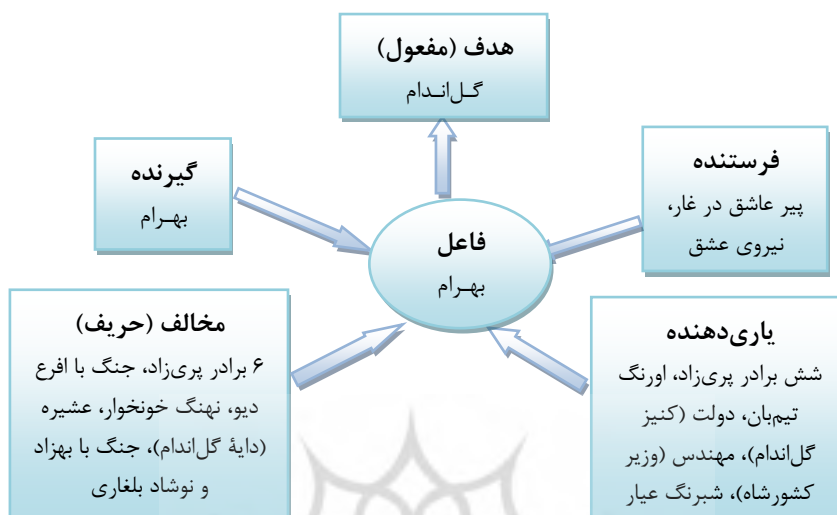 هدف (مفعول)
گل‌اندام
فرستنده
پیر عاشق در غار،
نیروی عشق
گیرنده
بهرام
فاعل
بهرام
یاری‌دهنده
شش برادر پری‌زاد، اورنگ
تیم‌بان، دولت (کنیز
گل‌اندام)، مهندس (وزیر
کشورشاه)، شبرنگ عیار
مخالف (حریف)
۶ برادر پری‌زاد، جنگ با افرع
دیو، نهنگ خونخوار، عشیره
(دایهٔ گل‌اندام)، جنگ با بهزاد
و نوشاد بلغاری